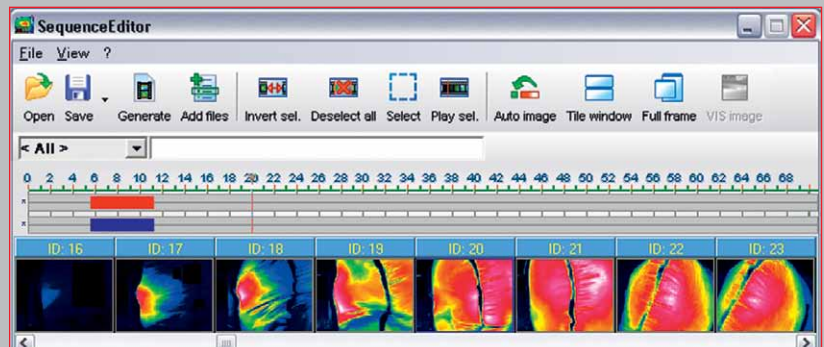 SequenceEditor
File View ?
Open Save Generate Add files Invert sel. Deselect all Select Play sel. Auto image Tile window Full frame VIS image
< All >
0 2 4 6 8 10 12 14 16 18 20 22 24 26 28 30 32 34 36 38 40 42 44 46 48 50 52 54 56 58 60 62 64 66 68
ID: 16 ID: 17 ID: 18 ID: 19 ID: 20 ID: 21 ID: 22 ID: 23